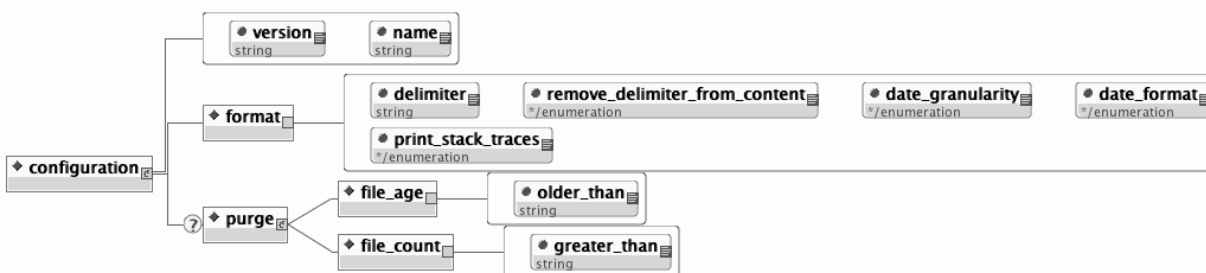 version name
string string
delimiter remove_delimiter_from_content date_granularity date_format
string */enumeration */enumeration */enumeration
format
print_stack_traces
*/enumeration
configuration
file_age older_than
string
? purge
file_count greater_than
string